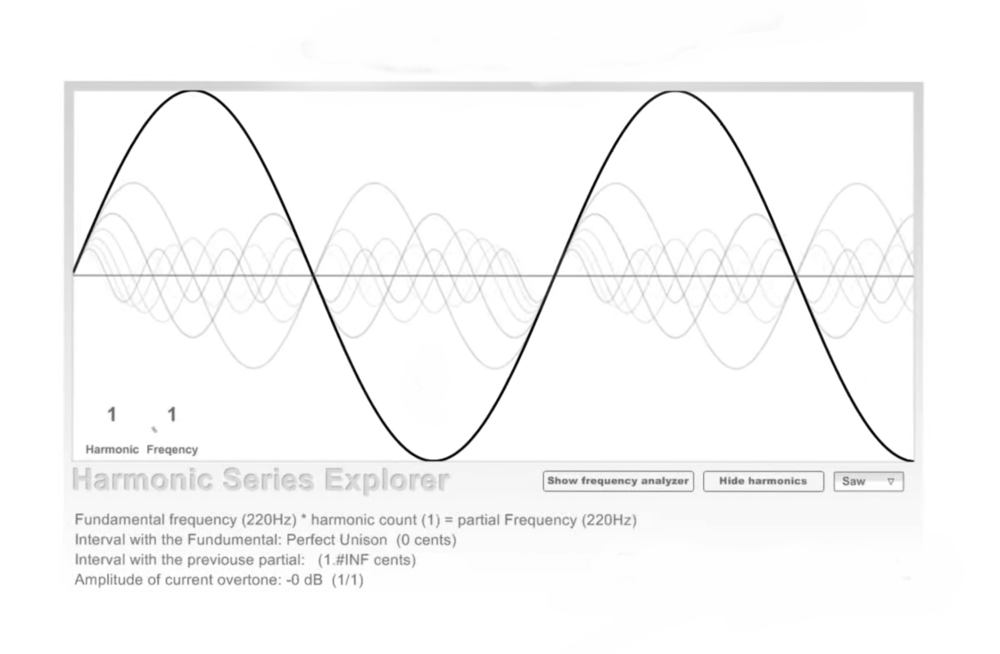 1 1
Harmonic Freqency
Harmonic Series Explorer
Show frequency analyzer Hide harmonics Saw
Fundamental frequency (220Hz) * harmonic count (1) = partial Frequency (220Hz)
Interval with the Fundumental: Perfect Unison (0 cents)
Interval with the previouse partial: (1.#INF cents)
Amplitude of current overtone: -0 dB (1/1)